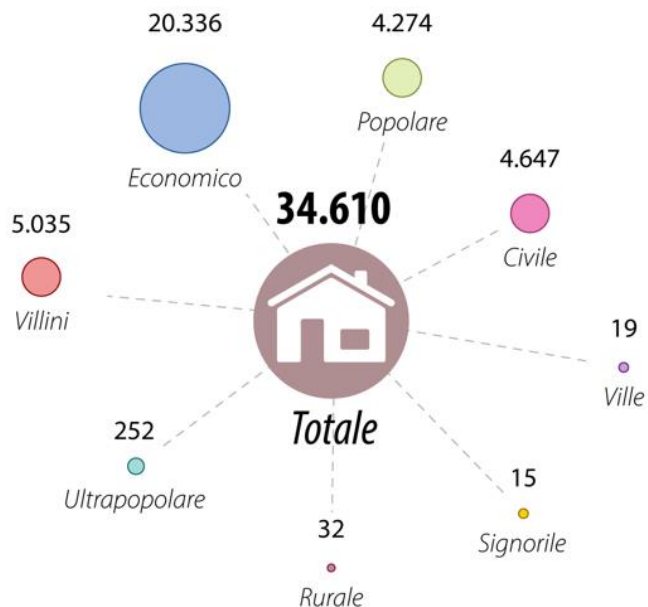 20.336
Economico
4.274
Popolare
4.647
Civile
34.610
Totale
5.035
Villini
19
Ville
252
Ultrapopolare
15
Signorile
32
Rurale